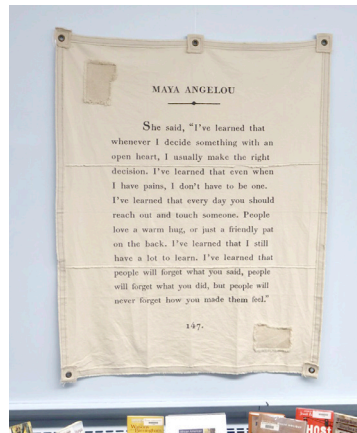 MAYA ANGELOU
She said, "I've learned that
whenever I decide something with an
open heart, I usually make the right
decision. I've learned that even when
I have pains, I don't have to be one.
I've learned that every day you should
reach out and touch someone. People
love a warm hug, or just a friendly pat
on the back. I've learned that I still
have a lot to learn. I've learned that
people will forget what you said, people
will forget what you did, but people will
never forget how you made them feel."
147.
HOST